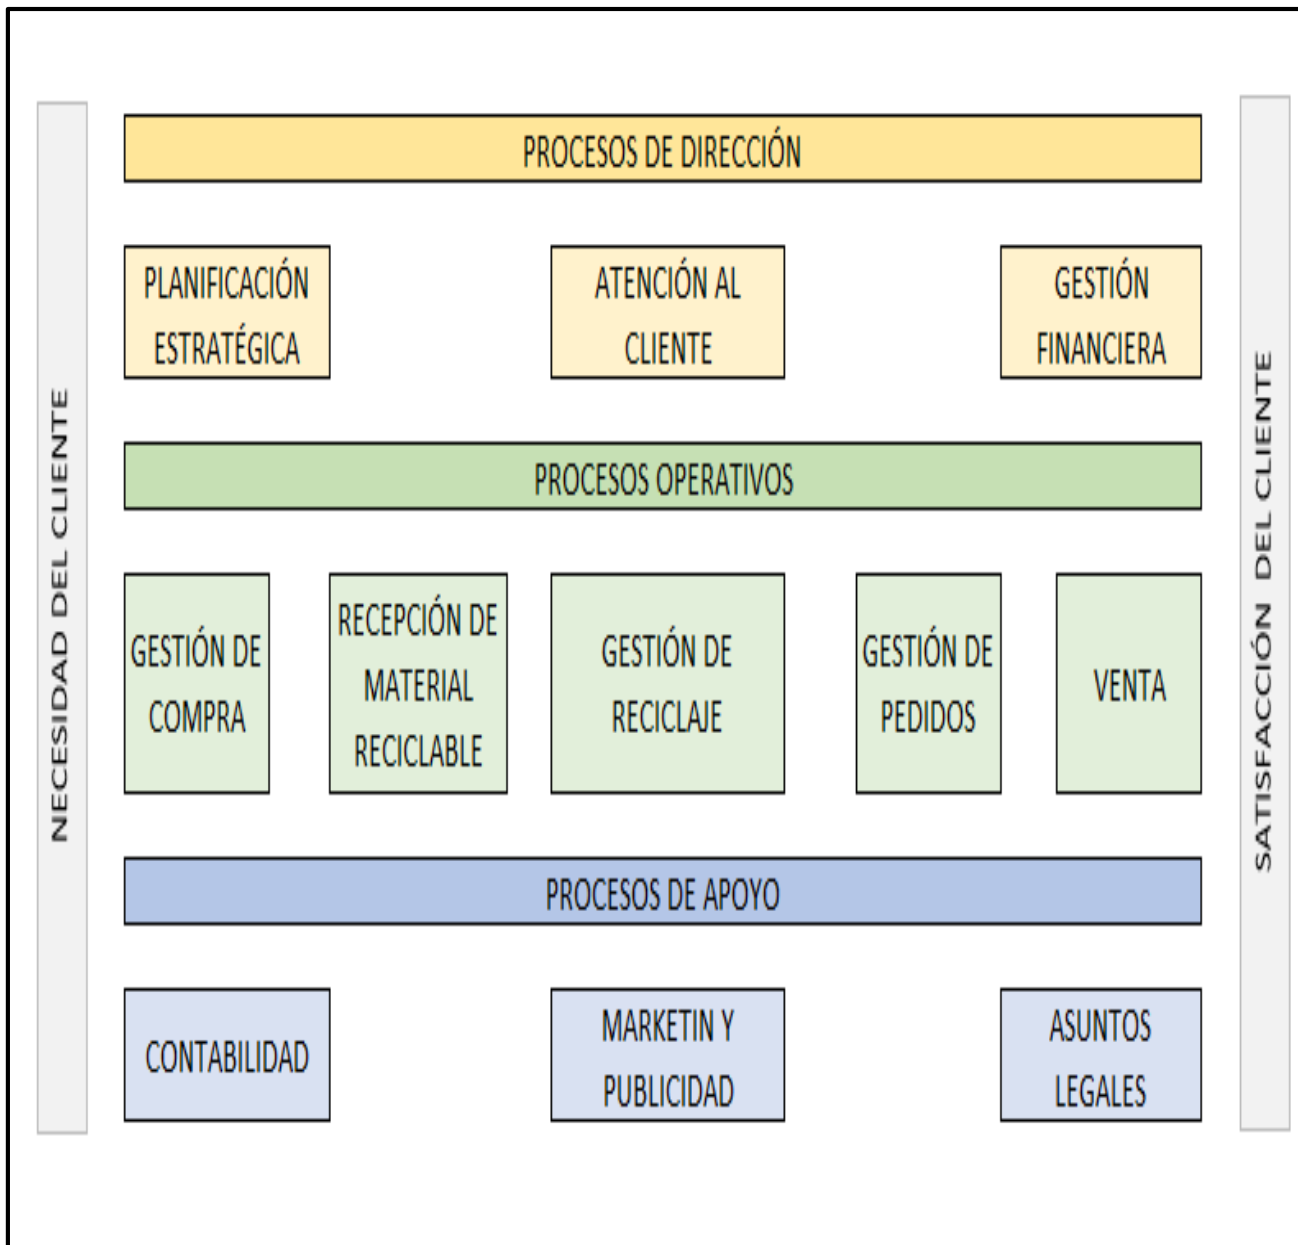 NECESIDAD DEL CLIENTE
PROCESOS DE DIRECCIÓN
PLANIFICACIÓN
ESTRATÉGICA
ATENCIÓN AL
CLIENTE
GESTIÓN
FINANCIERA
PROCESOS OPERATIVOS
GESTIÓN DE
COMPRA
RECEPCIÓN DE
MATERIAL
RECICLABLE
GESTIÓN DE
RECICLAJE
GESTIÓN DE
PEDIDOS
VENTA
PROCESOS DE APOYO
CONTABILIDAD
MARKETIN Y
PUBLICIDAD
ASUNTOS
LEGALES
SATISFACCIÓN DEL CLIENTE